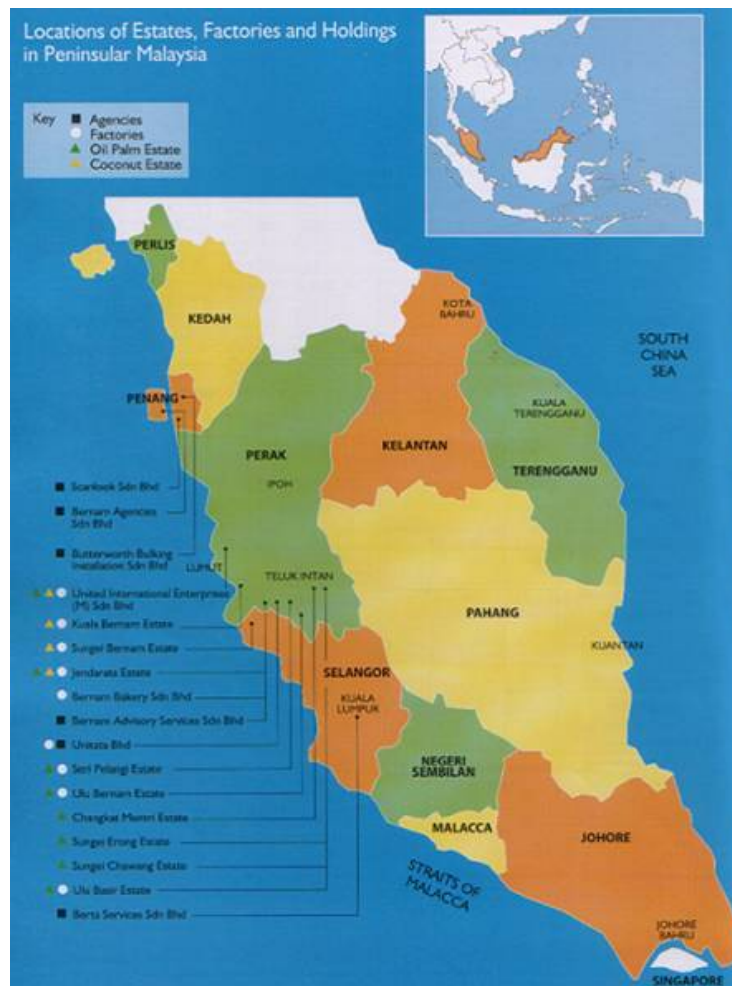 Locations of Estates, Factories and Holdings
in Peninsular Malaysia
Key
Agencies
Factories
Oil Palm Estate
Coconut Estate
PERLIS
KEDAH
KOTA
BAHRU
SOUTH
CHINA
SEA
PENANG
KUALA
TERENGGANU
PERAK
KELANTAN
TERENGGANU
IPOH
Scanlook Sdn Bhd
Bernam Agencies
Sdn Bhd
Butterworth Bulking
Installation Sdn Bhd
LUMUT
TELUK INTAN
United International Enterprises
(M) Sdn Bhd
Kuala Bernam Estate
PAHANG
Sungei Bernam Estate
KUANTAN
Jendarata Estate
SELANGOR
Bernam Bakery Sdn Bhd
KUALA
LUMPUR
Bernam Advisory Services Sdn Bhd
Unitata Bhd
NEGERI
SEMBILAN
Seri Pelangi Estate
Ulu Bernam Estate
Changkat Mentri Estate
MALACCA
JOHORE
Sungei Erong Estate
Sungei Chawang Estate
STRAITS OF
MALACCA
Ulu Basir Estate
Berta Services Sdn Bhd
JOHORE
BAHRU
SINGAPORE